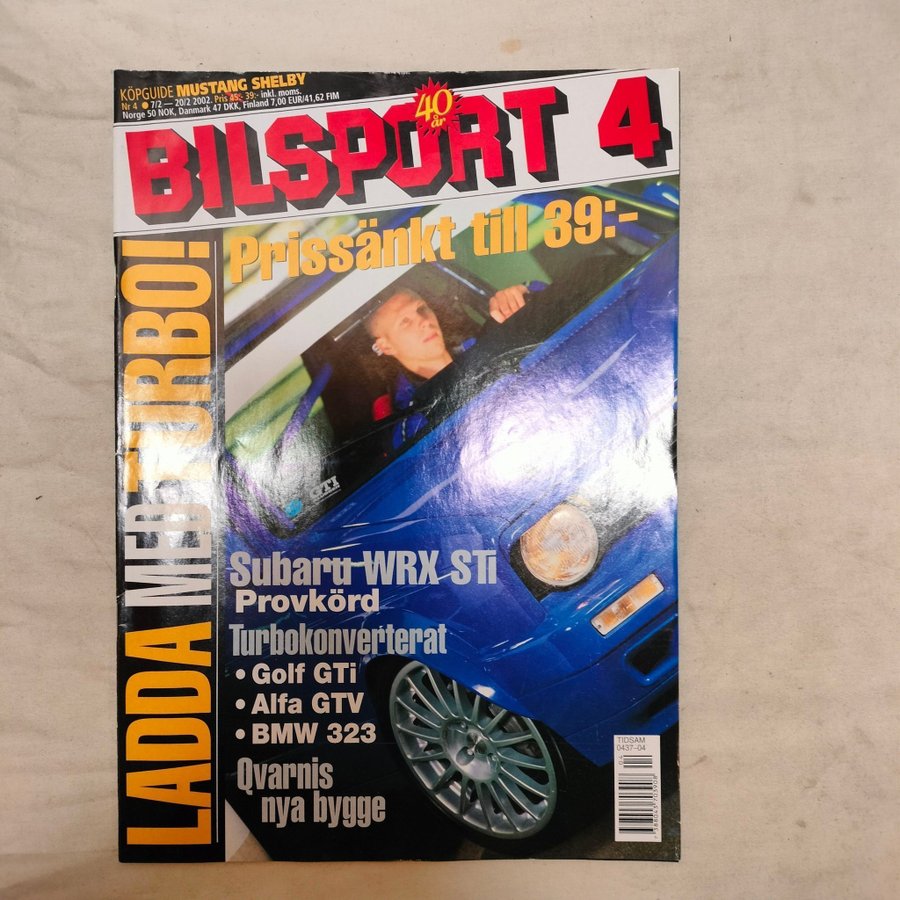 KÖPGUIDE MUSTANG SHELBY
Nr 4 ● 7/2 — 20/2 2002. Pris 45:- 39:- inkl. moms.
Norge 50 NOK, Danmark 47 DKK, Finland 7,00 EUR/41,62 FIM
40 år
BILSPORT 4
LADDA MED TURBO!
Prissänkt till 39:-
GTI
Subaru WRX STi
Provkörd
Turbokonverterat
• Golf GTi
• Alfa GTV
• BMW 323
Qvarnis
nya bygge
TIDSAM
0437-04
04